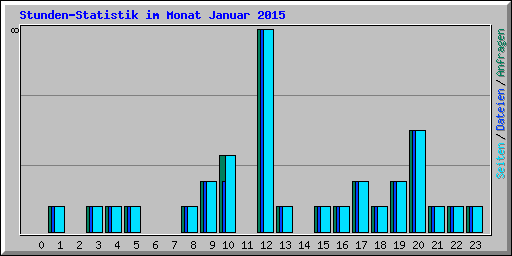 Stunden-Statistik im Monat Januar 2015
8
Seiten / Dateien / Anfragen
0 1 2 3 4 5 6 7 8 9 10 11 12 13 14 15 16 17 18 19 20 21 22 23